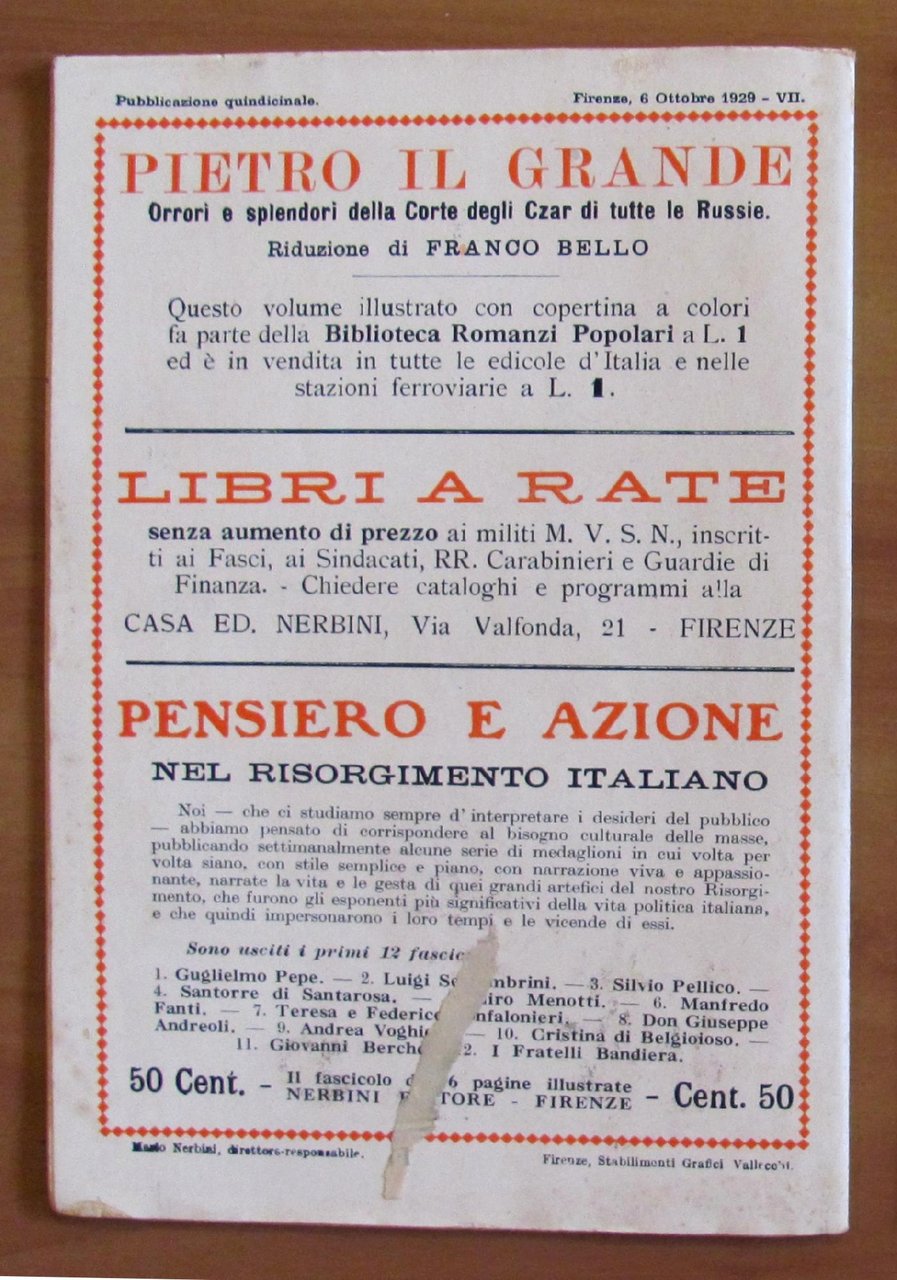 Pubblicazione quindicinale. Firenze, 6 Ottobre 1929 - VII.
PIETRO IL GRANDE
Orrori e splendori della Corte degli Czar di tutte le Russie.
Riduzione di FRANCO BELLO
Questo volume illustrato con copertina a colori
fa parte della Biblioteca Romanzi Popolari a L. 1
ed è in vendita in tutte le edicole d'Italia e nelle
stazioni ferroviarie a L. 1.
LIBRI A RATE
senza aumento di prezzo ai militi M. V. S. N., inscrit-
ti ai Fasci, ai Sindacati, RR. Carabinieri e Guardie di
Finanza. - Chiedere cataloghi e programmi alla
CASA ED. NERBINI, Via Valfonda, 21 - FIRENZE
PENSIERO E AZIONE
NEL RISORGIMENTO ITALIANO
Noi — che ci studiamo sempre d'interpretare i desideri del pubblico
— abbiamo pensato di corrispondere al bisogno culturale delle masse,
pubblicando settimanalmente alcune serie di medaglioni in cui volta per
volta siano, con stile semplice e piano, con narrazione viva e appassio-
nante, narrate la vita e le gesta di quei grandi artefici del nostro Risorgi-
mento, che furono gli esponenti più significativi della vita politica italiana,
e che quindi impersonarono i loro tempi e le vicende di essi.
Sono usciti i primi 12
1. Guglielmo Pepe. — 2. Luigi — 3. Silvio Pellico. —
4. Santorre di Santarosa. — Menotti. — 6. Manfredo
Fanti. — 7. Teresa e — 8. Don Giuseppe
Andreoli. — 9. Andrea — 10. Cristina di Belgioioso. —
11. Giovanni I Fratelli Bandiera.
50 Cent. - Il fascicolo pagine illustrate - Cent. 50
NERBINI - FIRENZE
Mario Nerbini, direttore-responsabile. Firenze, Stabilimenti Grafici Vallecchi.